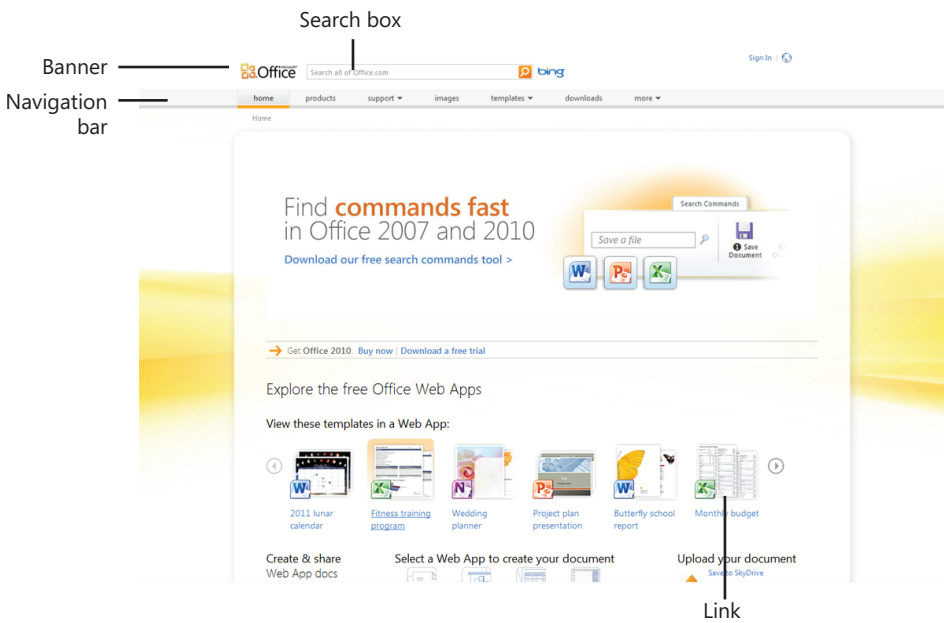 Search box
Sign In
Banner
Microsoft
Office
Search all of Office.com
bing
Navigation
bar
home products support images templates downloads more
Home
Search Commands
Find commands fast
in Office 2007 and 2010
Save a file
Save
Document
Download our free search commands tool >
W P X
Get Office 2010. Buy now | Download a free trial
Explore the free Office Web Apps
View these templates in a Web App:
W X N P W X
2011 lunar
calendar
Fitness training
program
Wedding
planner
Project plan
presentation
Butterfly school
report
Monthly budget
Create & share
Web App docs
Select a Web App to create your document
Upload your document
Save to SkyDrive
Link